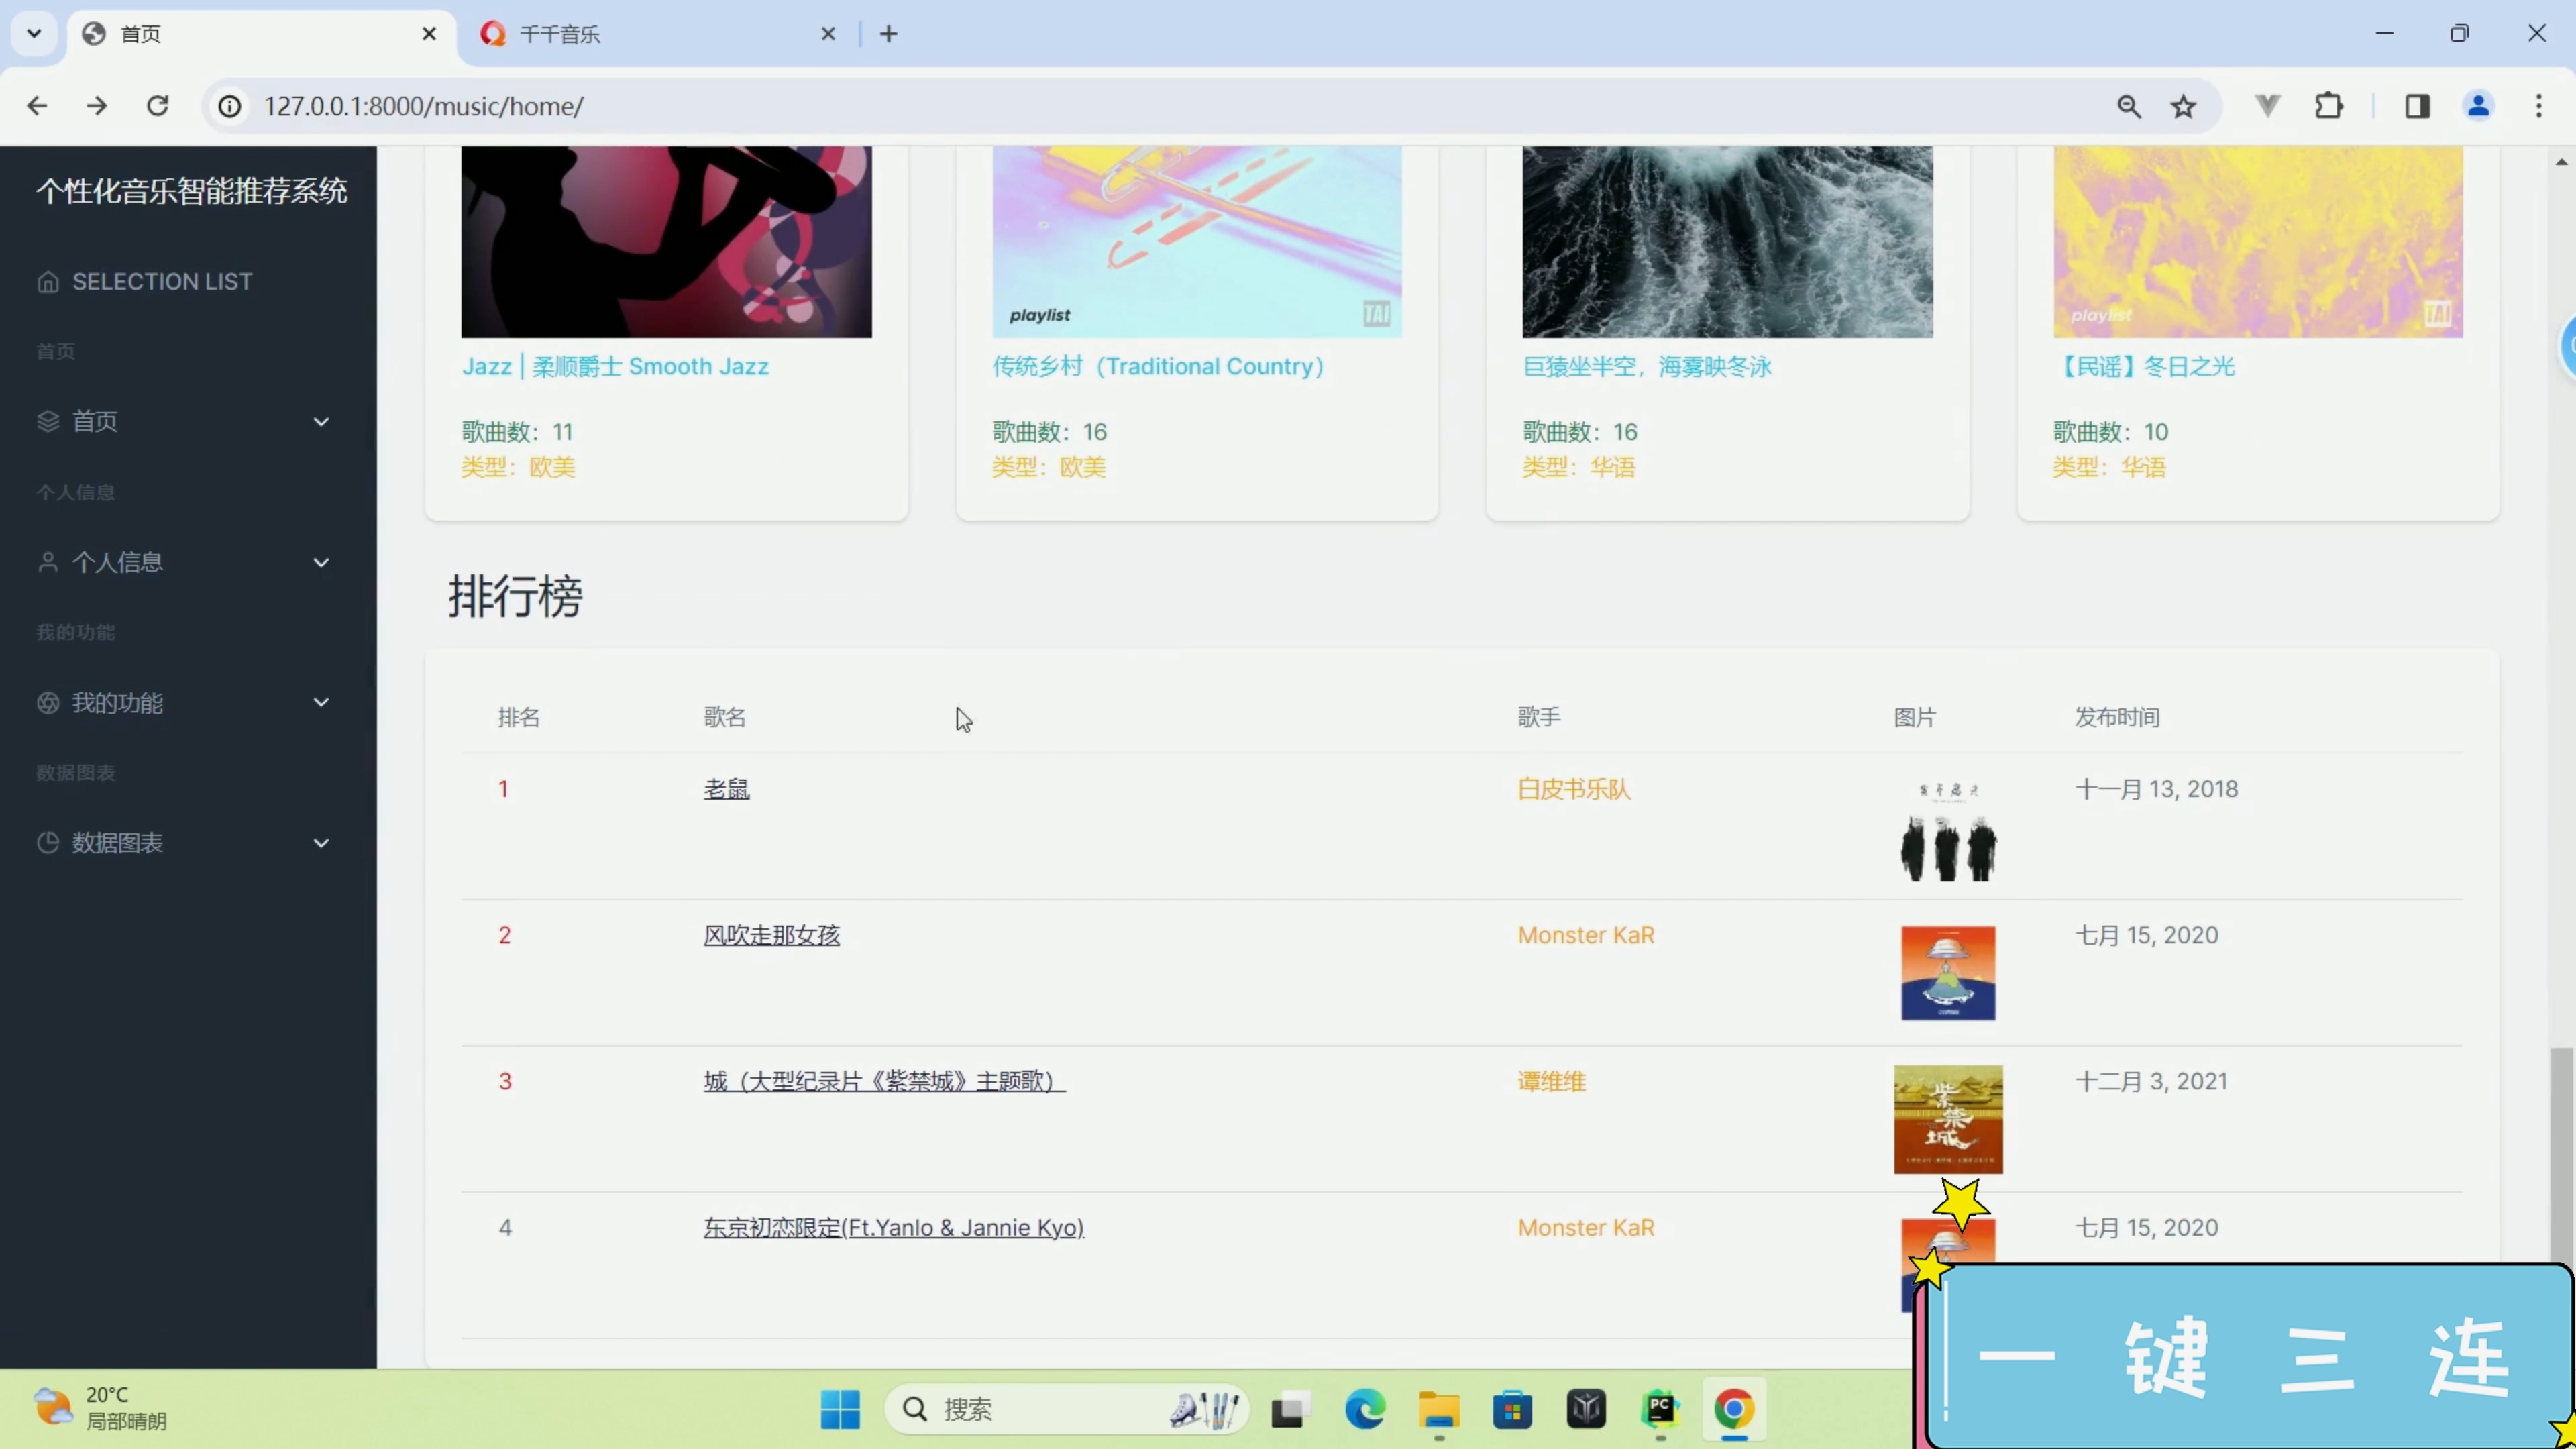 首页
千千音乐
127.0.0.1:8000/music/home/
个性化音乐智能推荐系统
SELECTION LIST
首页
首页
个人信息
个人信息
我的功能
我的功能
数据图表
数据图表
playlist
TAI
playlist
TAI
Jazz | 柔顺爵士 Smooth Jazz
传统乡村（Traditional Country）
巨猿坐半空，海雾映冬泳
【民谣】冬日之光
歌曲数：11
歌曲数：16
歌曲数：16
歌曲数：10
类型：欧美
类型：欧美
类型：华语
类型：华语
排行榜
排名 歌名 歌手 图片 发布时间
1 老鼠 白皮书乐队 十一月 13, 2018
2 风吹走那女孩 Monster KaR 七月 15, 2020
3 城（大型纪录片《紫禁城》主题歌） 谭维维 十二月 3, 2021
紫禁城
4 东京初恋限定(Ft.Yanlo & Jannie Kyo) Monster KaR 七月 15, 2020
一键三连
20°C
局部晴朗
搜索
PC